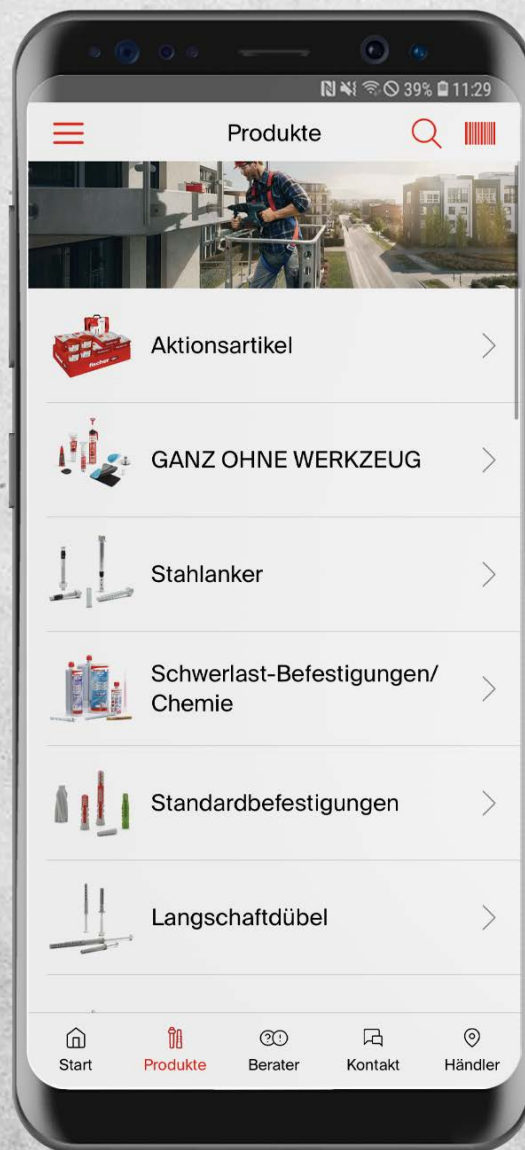 39% 11:29
Produkte
Aktionsartikel
fischer
GANZ OHNE WERKZEUG
Stahlanker
Schwerlast-Befestigungen/
Chemie
Standardbefestigungen
Langschaftdübel
Start Produkte Berater Kontakt Händler